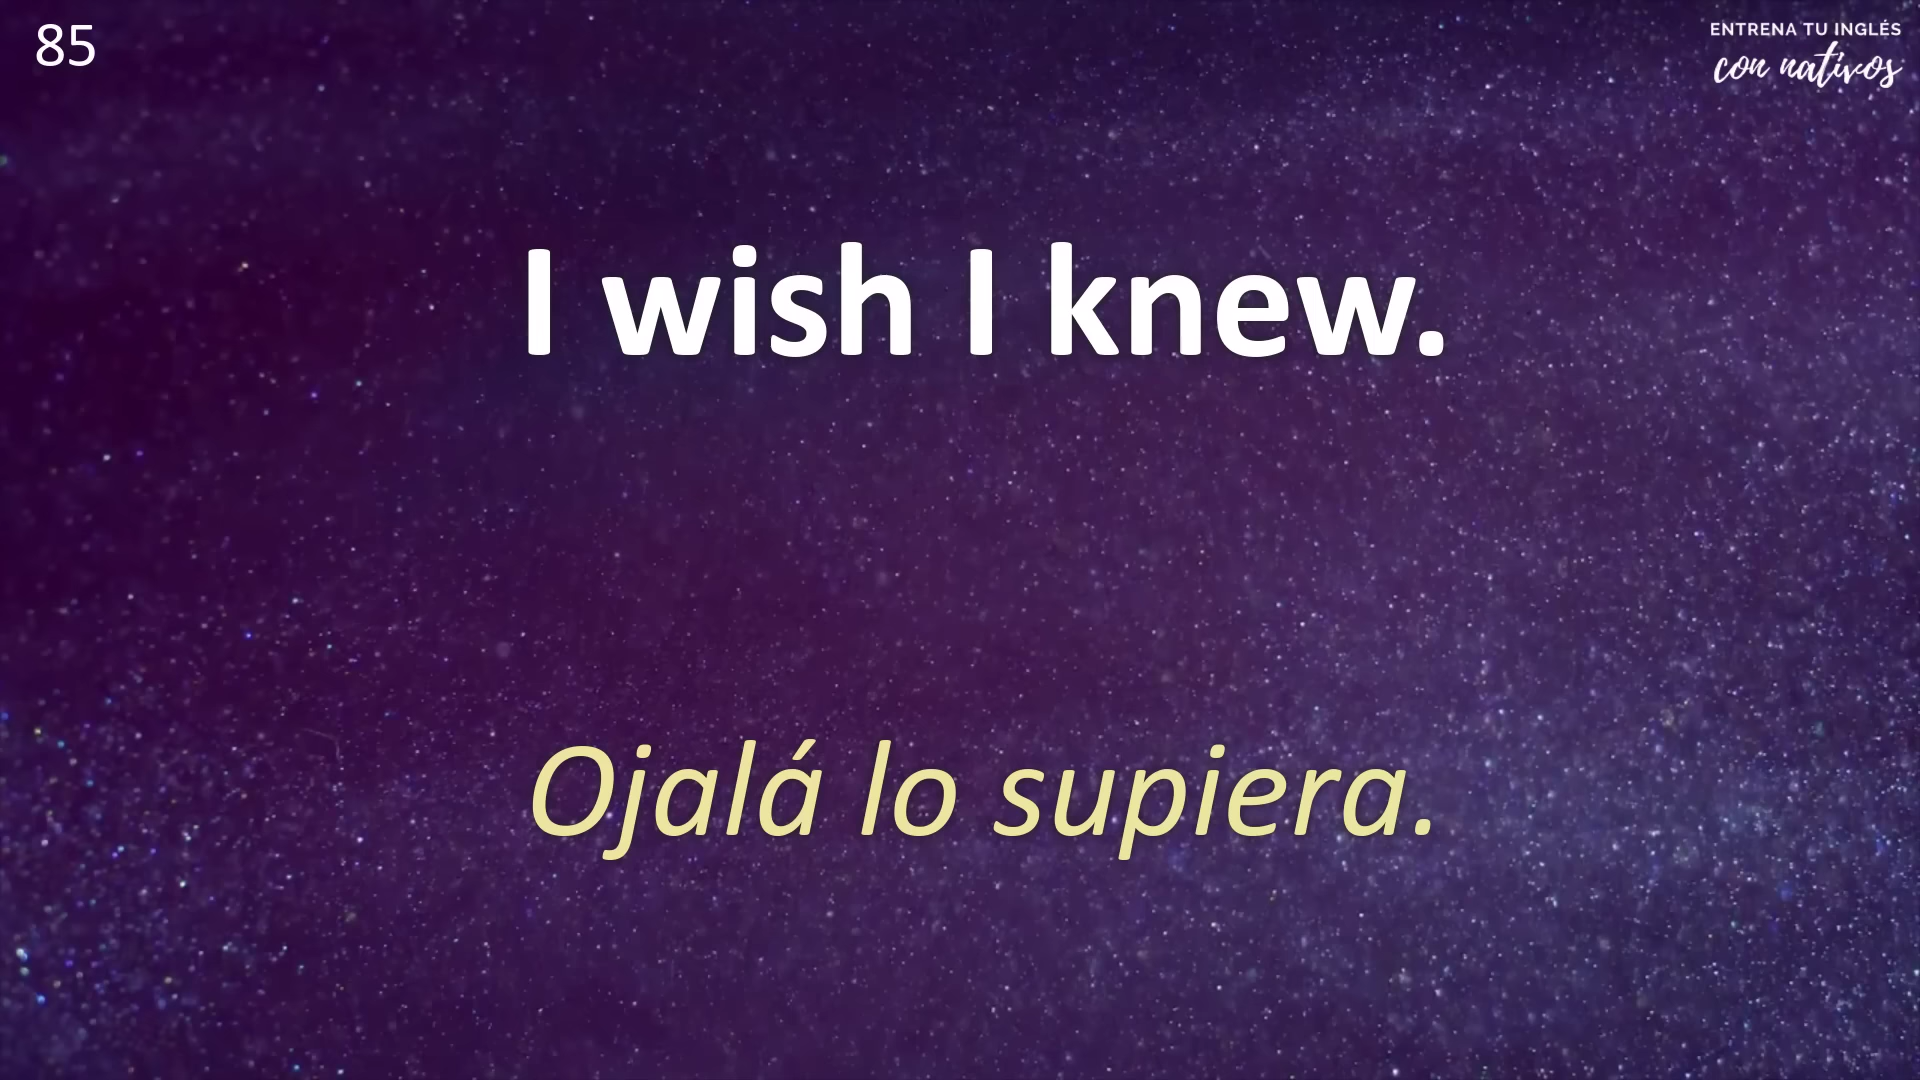 85
ENTRENA TU INGLÉS
con nativos
I wish I knew.
Ojalá lo supiera.